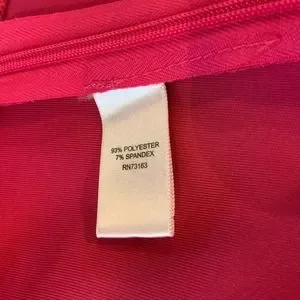 93% POLYESTER
7% SPANDEX
RN73163